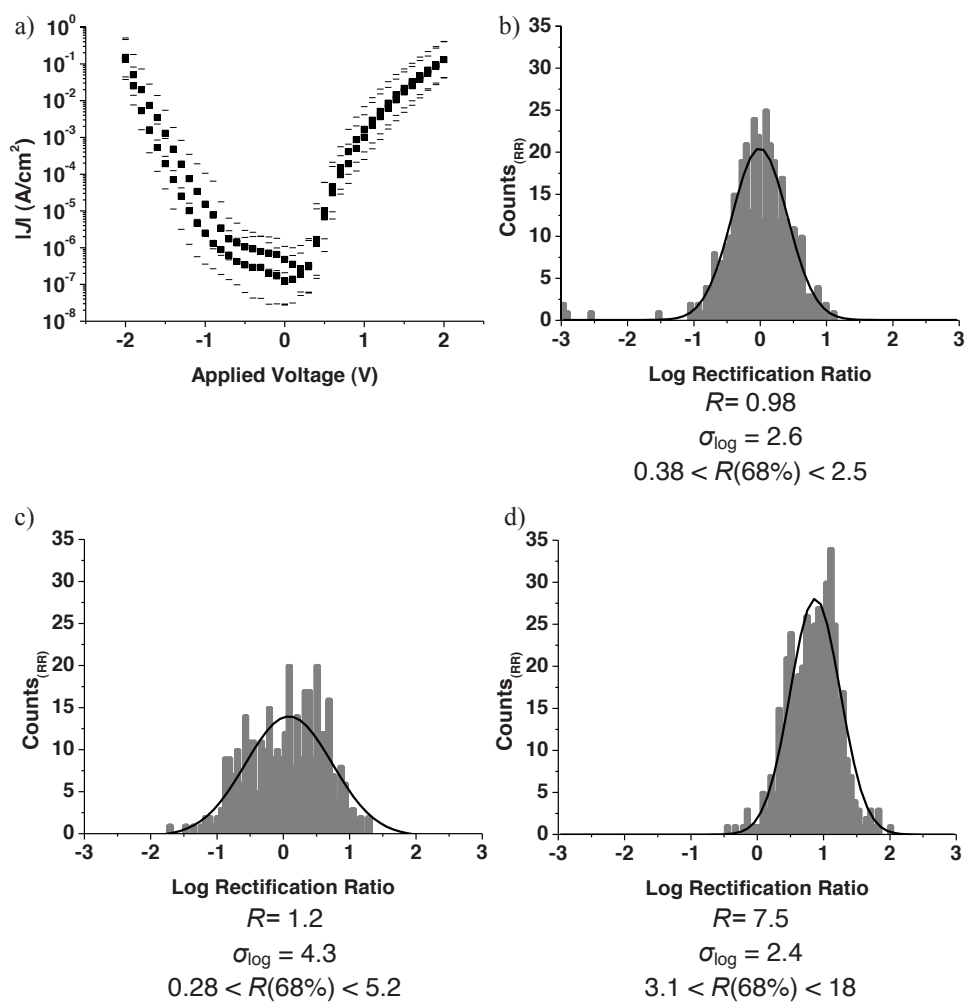 a)
10⁰
10⁻¹
10⁻²
10⁻³
10⁻⁴
10⁻⁵
10⁻⁶
10⁻⁷
10⁻⁸
|J| (A/cm²)
-2 -1 0 1 2
Applied Voltage (V)
b)
35
30
25
20
15
10
5
0
Counts(RR)
-3 -2 -1 0 1 2 3
Log Rectification Ratio
R= 0.98
σlog = 2.6
0.38 < R(68%) < 2.5
c)
35
30
25
20
15
10
5
0
Counts(RR)
-3 -2 -1 0 1 2 3
Log Rectification Ratio
R= 1.2
σlog = 4.3
0.28 < R(68%) < 5.2
d)
35
30
25
20
15
10
5
0
Counts(RR)
-3 -2 -1 0 1 2 3
Log Rectification Ratio
R= 7.5
σlog = 2.4
3.1 < R(68%) < 18